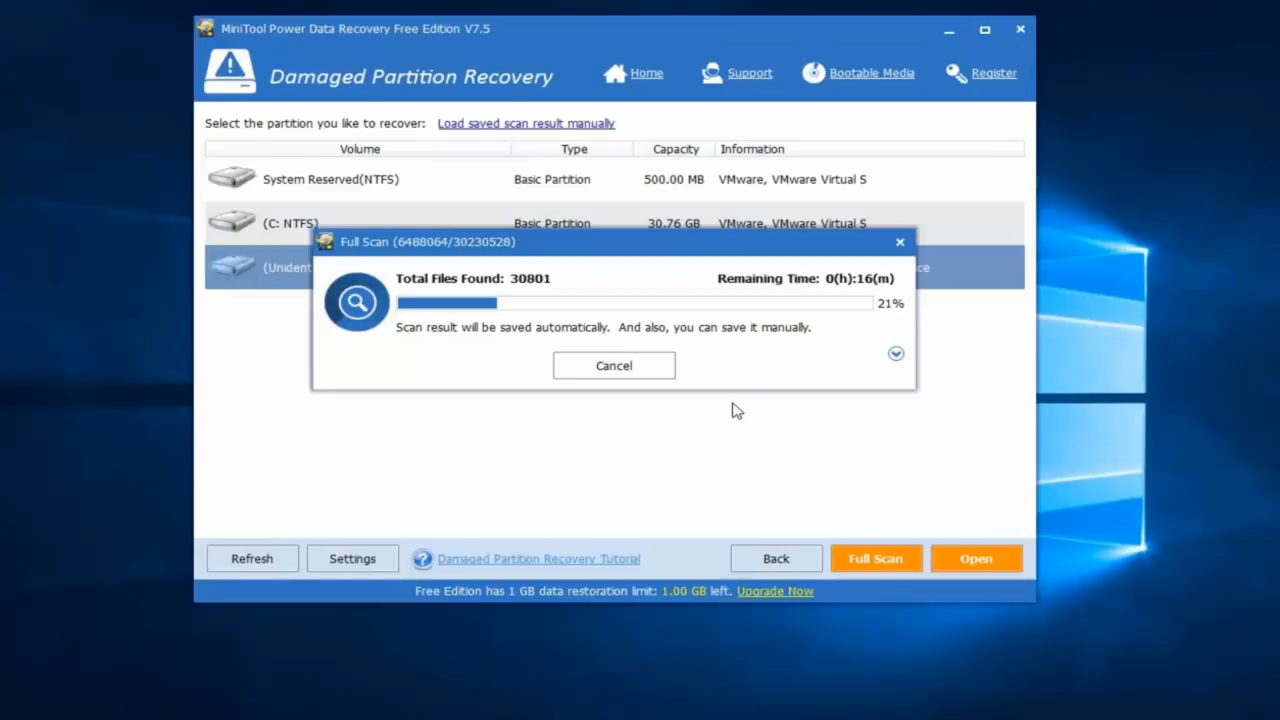 MiniTool Power Data Recovery Free Edition V7.5
Damaged Partition Recovery
Home Support Bootable Media Register
Select the partition you like to recover: Load saved scan result manually
Volume Type Capacity Information
System Reserved(NTFS) Basic Partition 500.00 MB VMware, VMware Virtual S
(C: NTFS) Basic Partition 30.76 GB VMware, VMware Virtual S
Full Scan (6488064/30230528)
Total Files Found: 30801 Remaining Time: 0(h):16(m)
21%
Scan result will be saved automatically. And also, you can save it manually.
Cancel
Refresh Settings Damaged Partition Recovery Tutorial Back Full Scan Open
Free Edition has 1 GB data restoration limit: 1.00 GB left. Upgrade Now